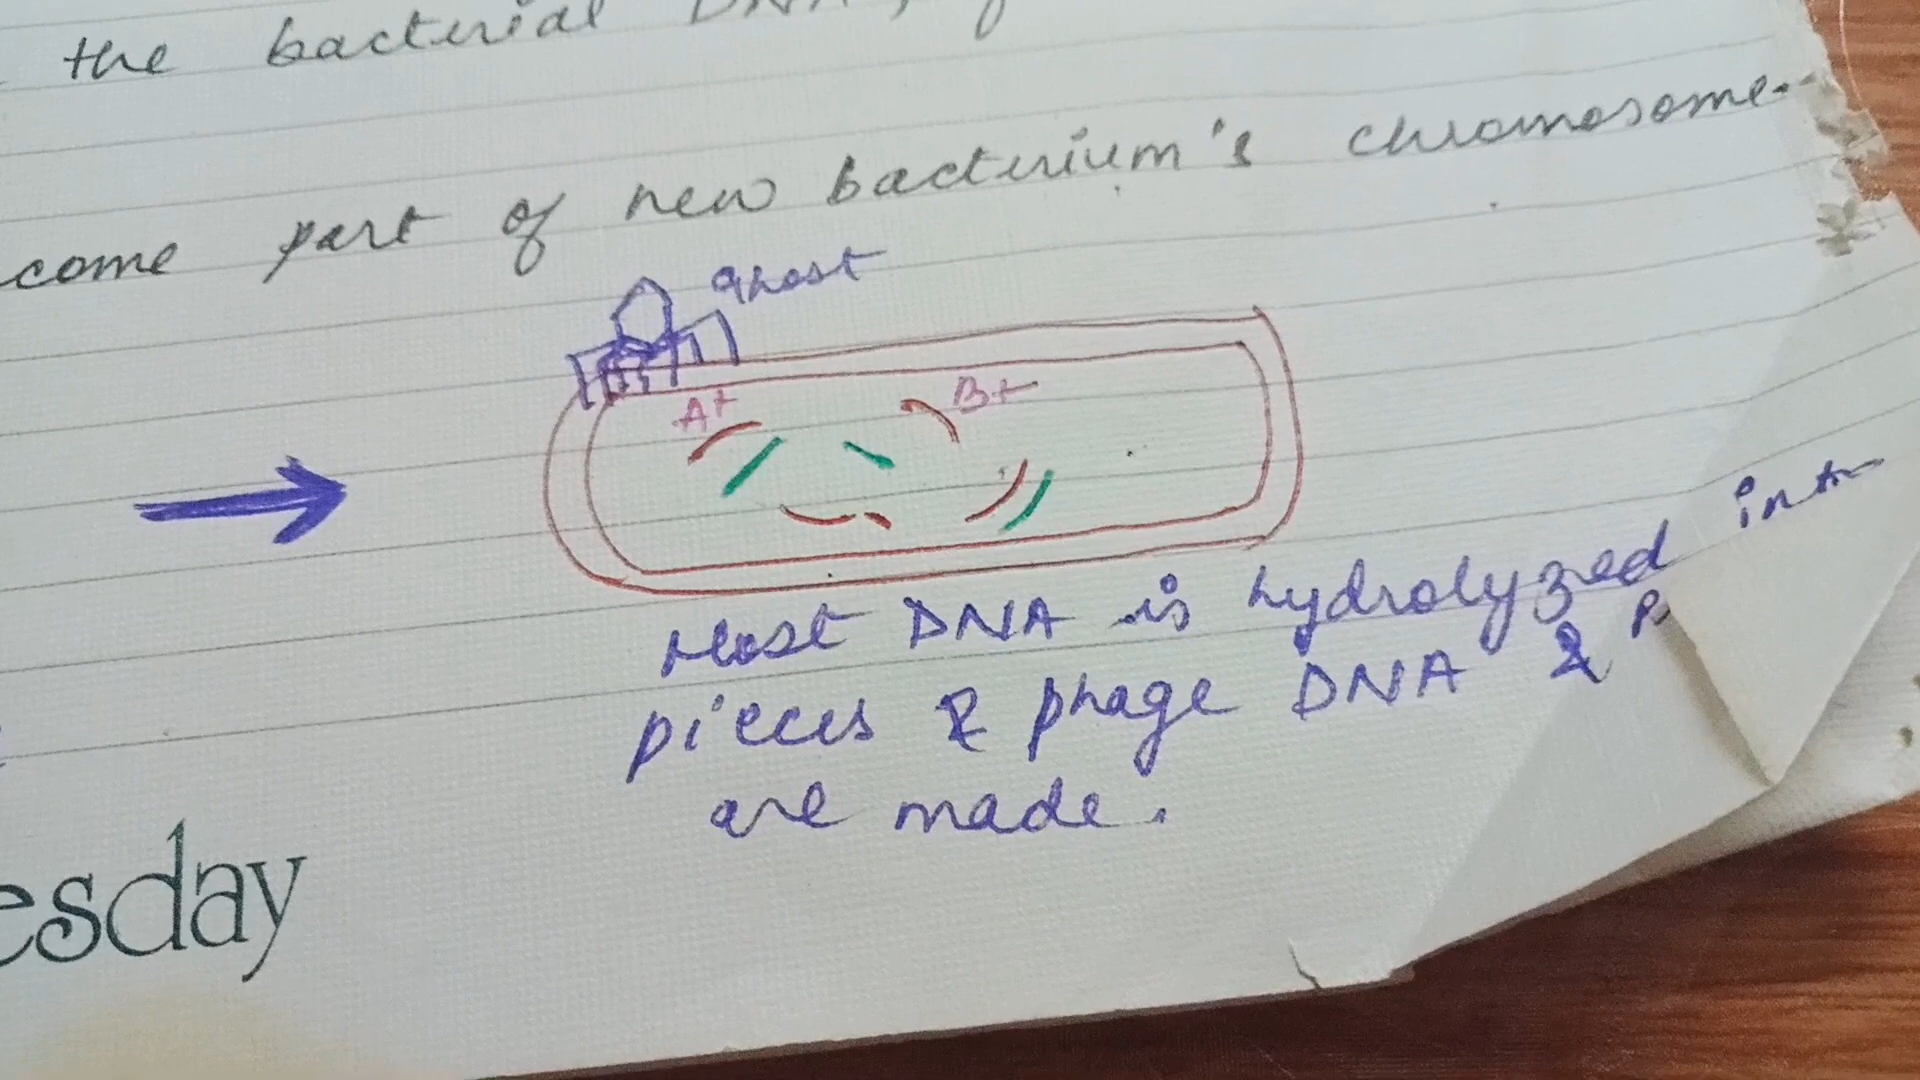 the bacterial DNA,
come part of new bacterium's chromosome.
Ghost
A+ B+
Host DNA is hydrolyzed
pieces & phage DNA &
are made.
esday